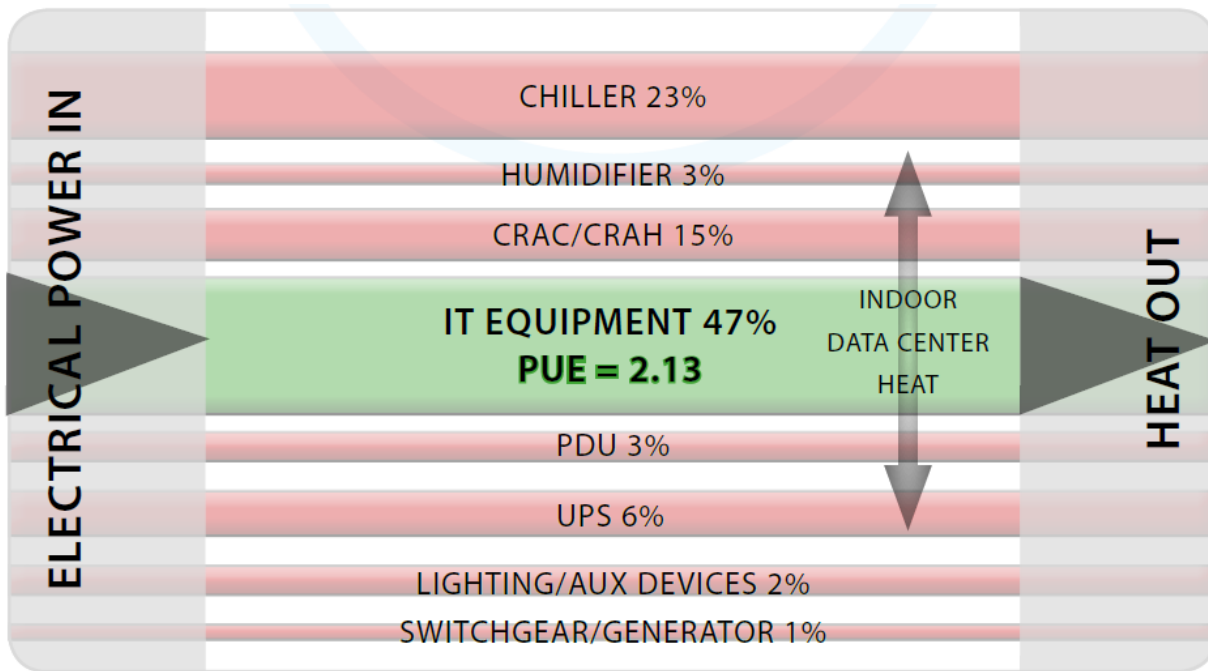 ELECTRICAL POWER IN
CHILLER 23%
HUMIDIFIER 3%
CRAC/CRAH 15%
IT EQUIPMENT 47%
PUE = 2.13
INDOOR
DATA CENTER
HEAT
PDU 3%
UPS 6%
LIGHTING/AUX DEVICES 2%
SWITCHGEAR/GENERATOR 1%
HEAT OUT